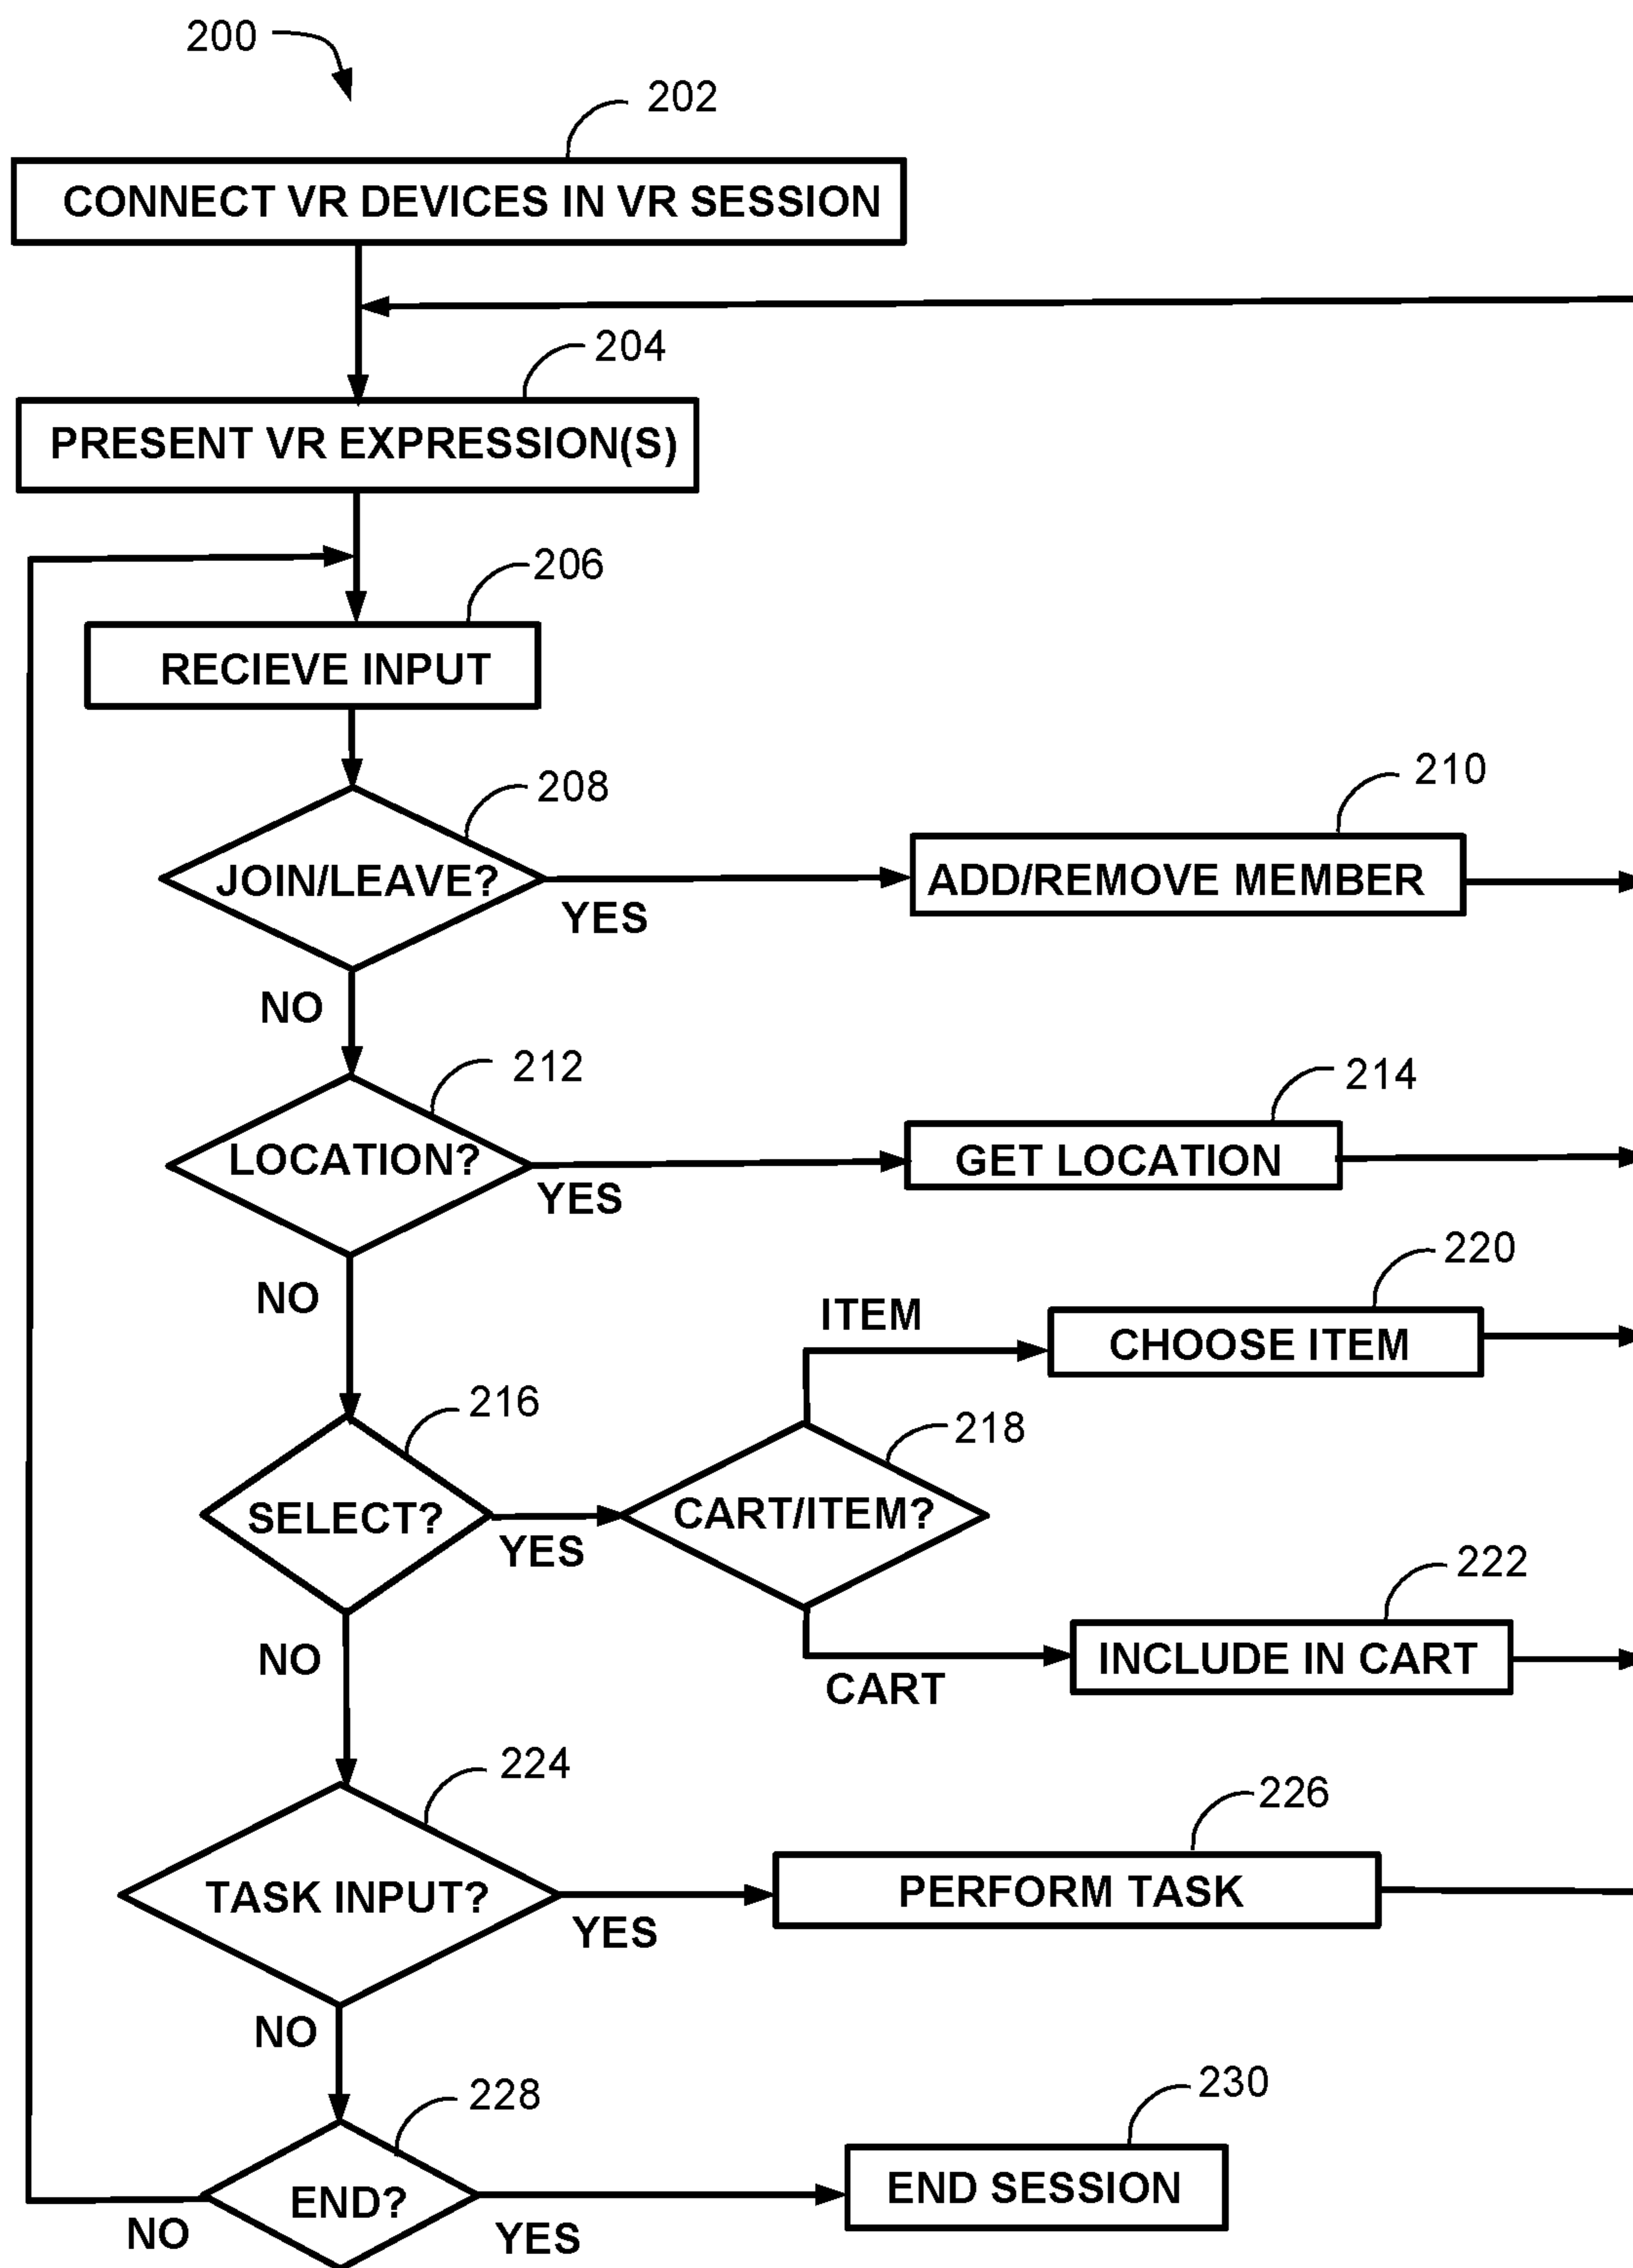 200
202
CONNECT VR DEVICES IN VR SESSION
204
PRESENT VR EXPRESSION(S)
206
RECIEVE INPUT
208
210
JOIN/LEAVE?
ADD/REMOVE MEMBER
YES
NO
212
214
LOCATION?
GET LOCATION
YES
220
NO
ITEM
CHOOSE ITEM
216
218
SELECT?
CART/ITEM?
YES
222
NO
INCLUDE IN CART
CART
224
226
TASK INPUT?
PERFORM TASK
YES
NO
228
230
END?
END SESSION
NO
YES